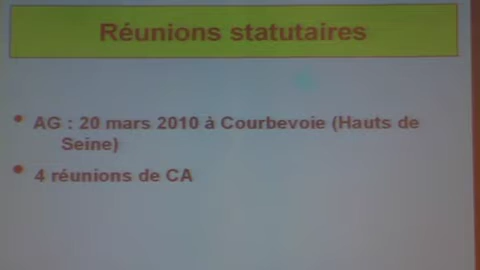 Réunions statutaires
• AG : 20 mars 2010 à Courbevoie (Hauts de
Seine)
• 4 réunions de CA